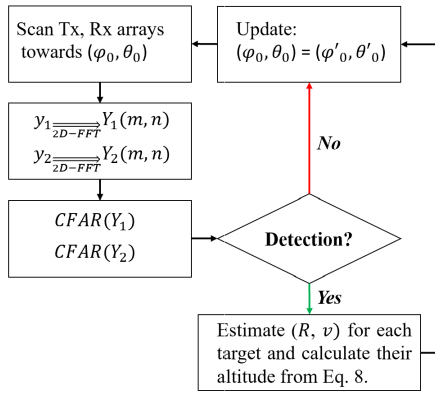 Scan Tx, Rx arrays
towards (φ₀, θ₀)
Update:
(φ₀, θ₀) = (φ′₀, θ′₀)
y₁ ⟹ Y₁(m, n)
2D−FFT
y₂ ⟹ Y₂(m, n)
2D−FFT
No
CFAR(Y₁)
CFAR(Y₂)
Detection?
Yes
Estimate (R, v) for each
target and calculate their
altitude from Eq. 8.